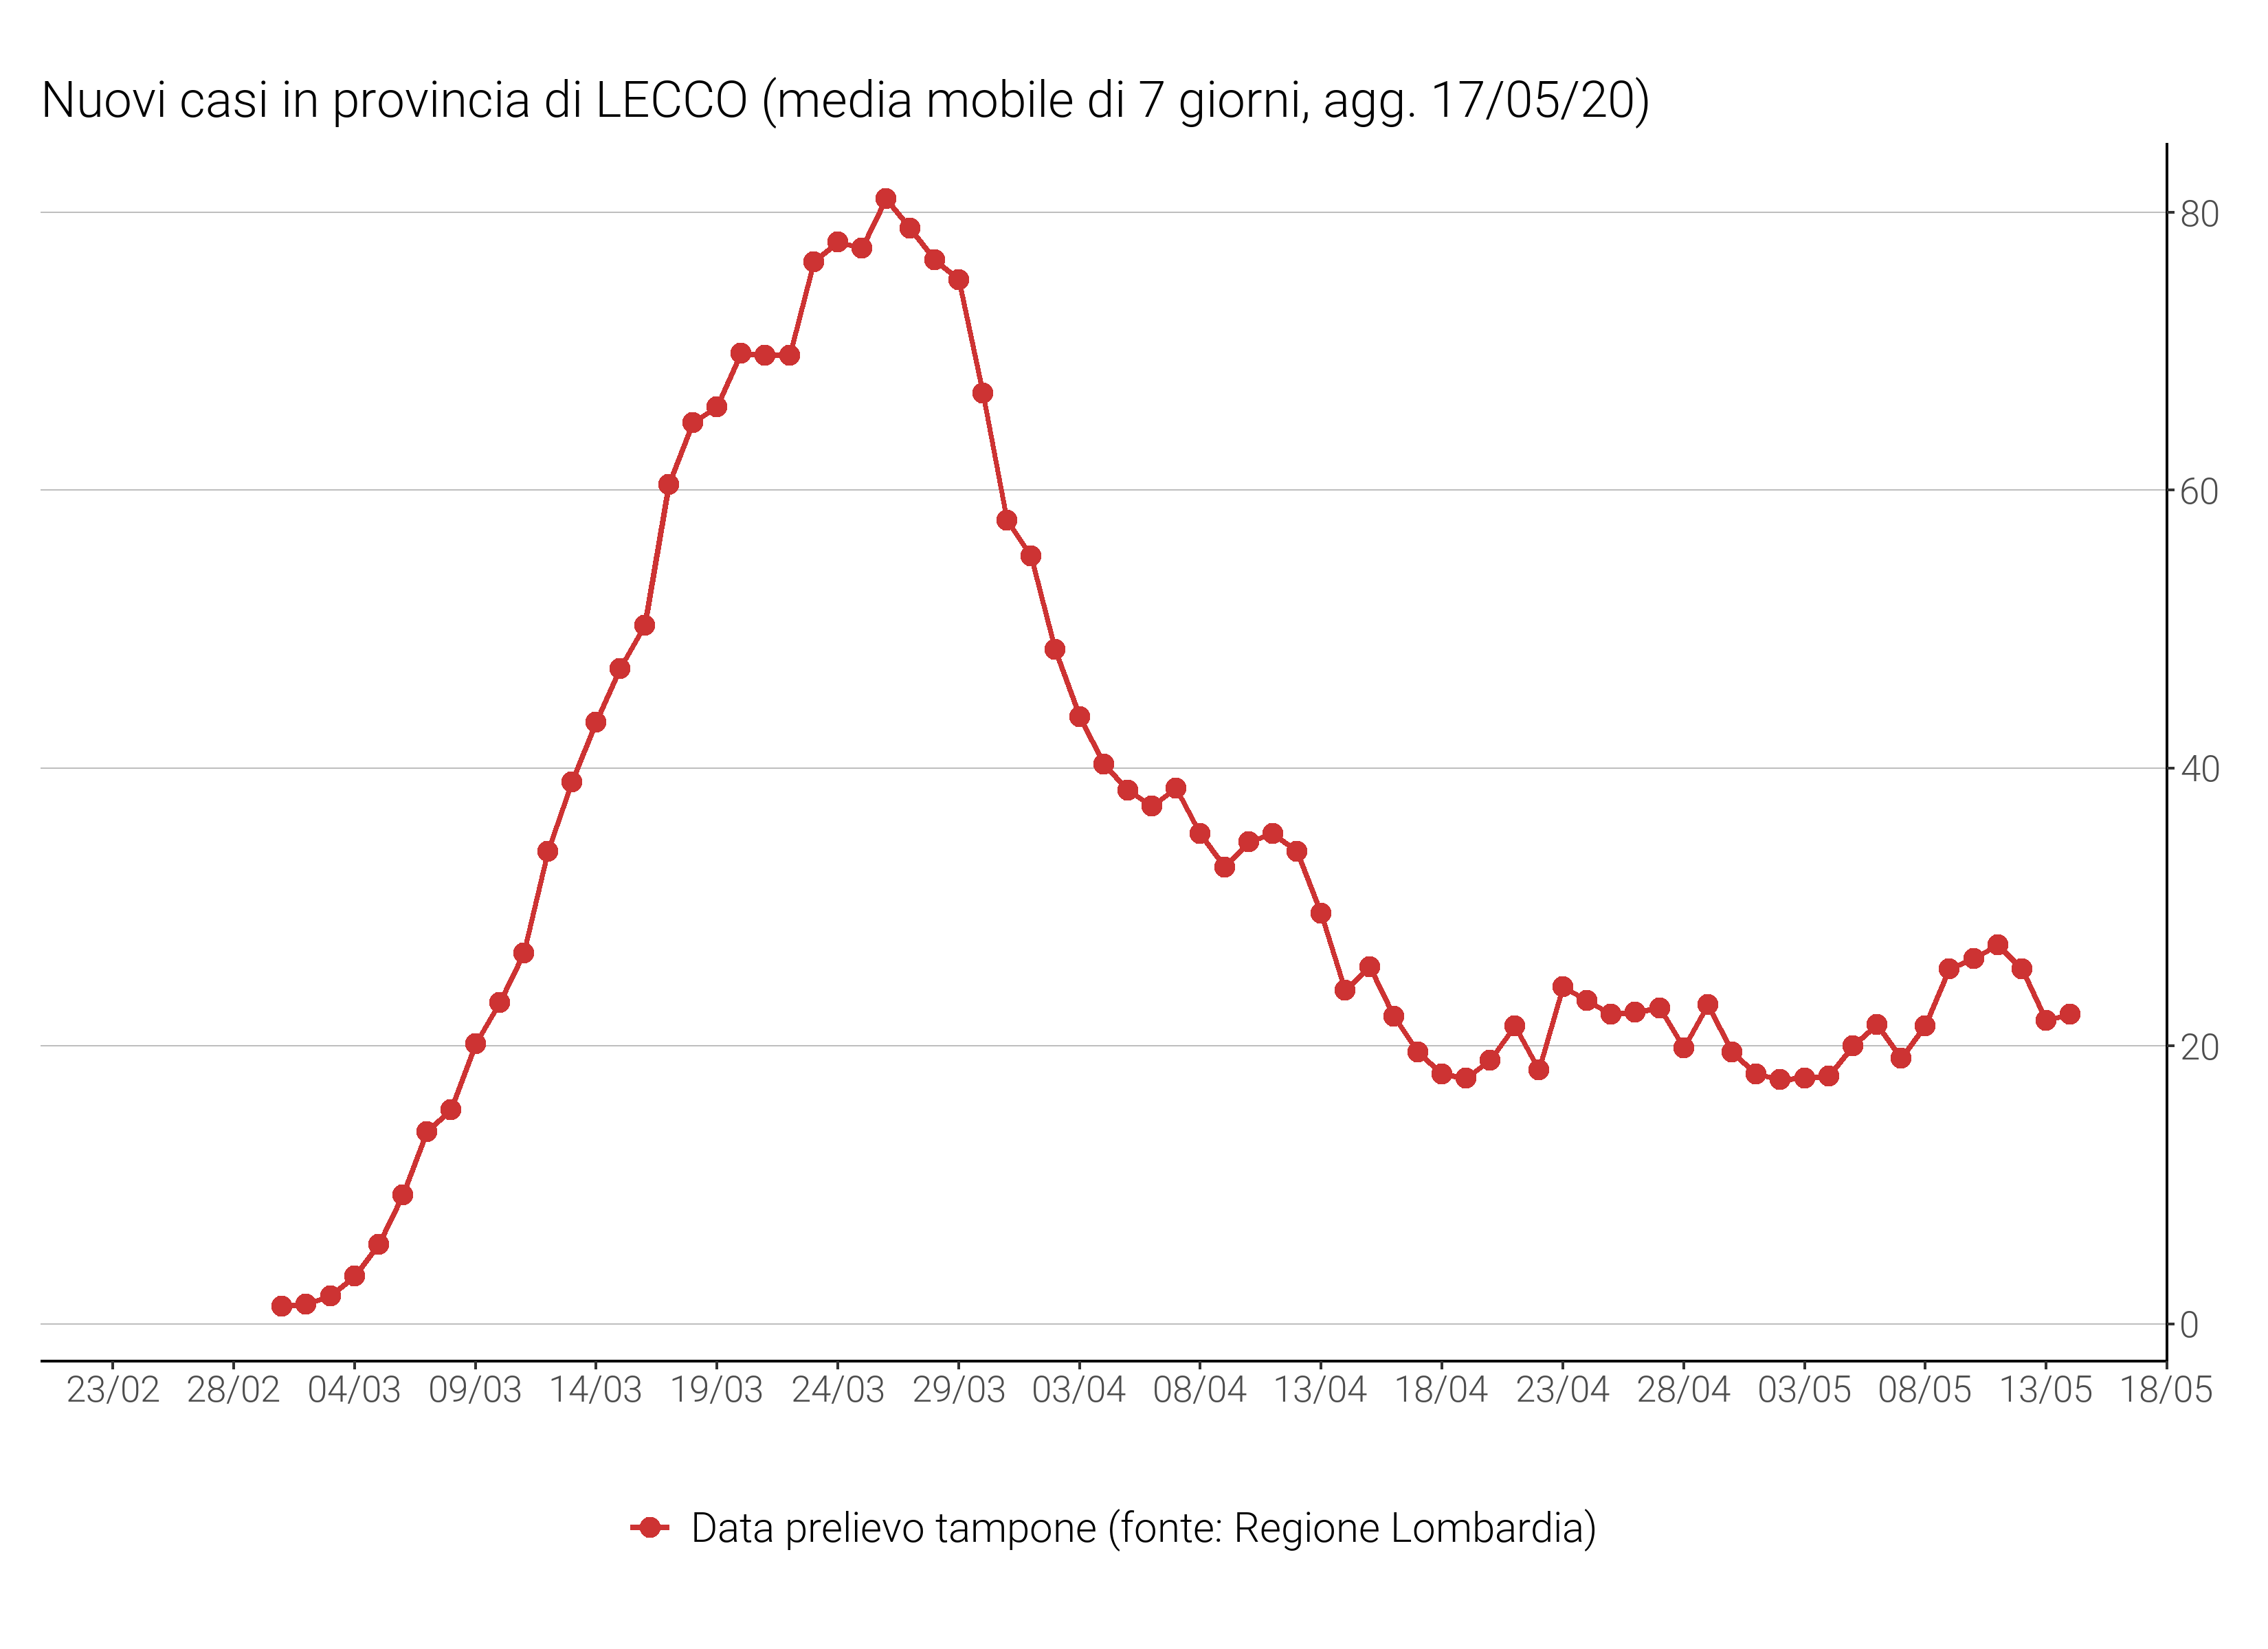 Nuovi casi in provincia di LECCO (media mobile di 7 giorni, agg. 17/05/20)
80
60
40
20
0
23/02 28/02 04/03 09/03 14/03 19/03 24/03 29/03 03/04 08/04 13/04 18/04 23/04 28/04 03/05 08/05 13/05 18/05
Data prelievo tampone (fonte: Regione Lombardia)